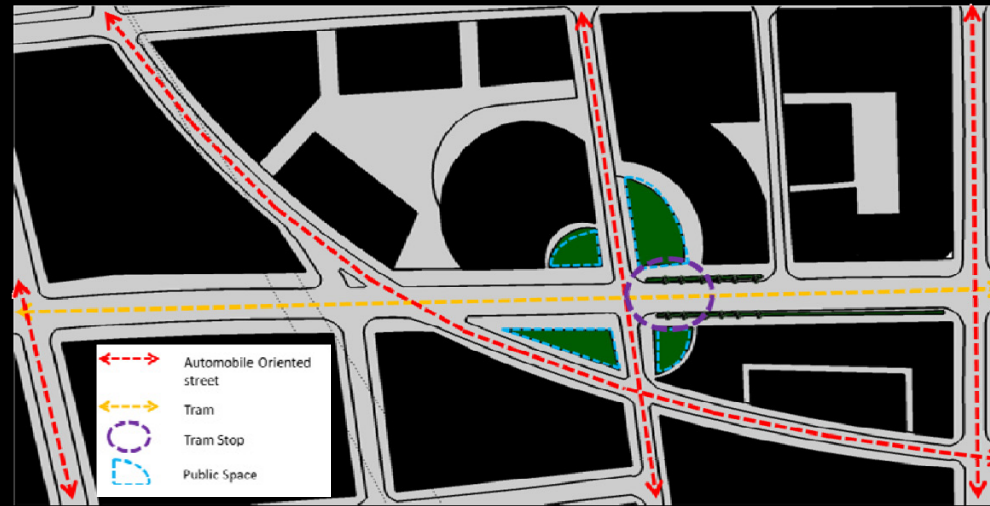 Automobile Oriented
street
Tram
Tram Stop
Public Space